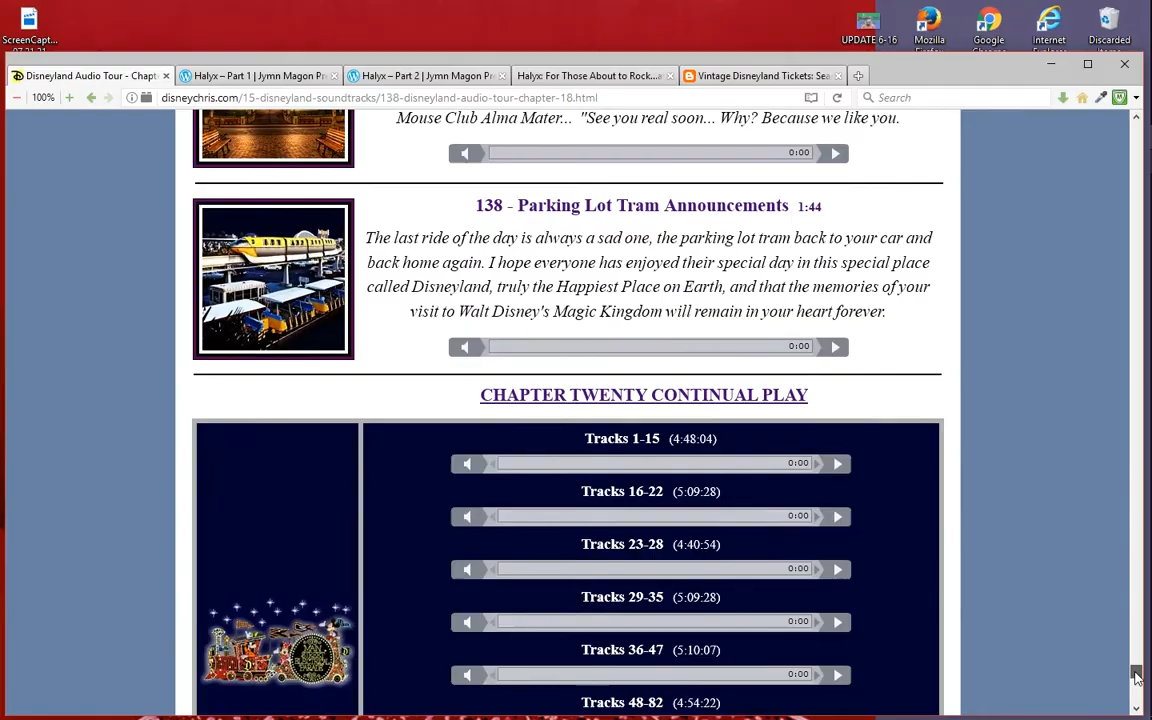 ScreenCapt...
07.21.21
UPDATE 6-16
Mozilla
Firefox
Google
Chrome
Internet
Explorer
Discarded
Items
Disneyland Audio Tour - Chapt
Halyx – Part 1 | Jymn Magon Pr
Halyx – Part 2 | Jymn Magon Pr
Halyx: For Those About to Rock...a
Vintage Disneyland Tickets: Sea
100%
disneychris.com/15-disneyland-soundtracks/138-disneyland-audio-tour-chapter-18.html
Search
Mouse Club Alma Mater... "See you real soon... Why? Because we like you.
0:00
138 - Parking Lot Tram Announcements 1:44
The last ride of the day is always a sad one, the parking lot tram back to your car and
back home again. I hope everyone has enjoyed their special day in this special place
called Disneyland, truly the Happiest Place on Earth, and that the memories of your
visit to Walt Disney's Magic Kingdom will remain in your heart forever.
0:00
CHAPTER TWENTY CONTINUAL PLAY
Tracks 1-15 (4:48:04)
0:00
Tracks 16-22 (5:09:28)
0:00
Tracks 23-28 (4:40:54)
0:00
Tracks 29-35 (5:09:28)
0:00
Tracks 36-47 (5:10:07)
0:00
Tracks 48-82 (4:54:22)